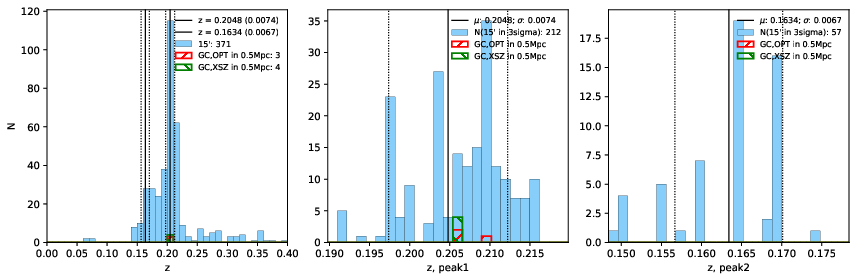 z = 0.2048 (0.0074)
z = 0.1634 (0.0067)
15': 371
GC,OPT in 0.5Mpc: 3
GC,XSZ in 0.5Mpc: 4
N
120
100
80
60
40
20
0
0.00 0.05 0.10 0.15 0.20 0.25 0.30 0.35 0.40
z
μ: 0.2048; σ: 0.0074
N(15' in 3sigma): 212
GC,OPT in 0.5Mpc
GC,XSZ in 0.5Mpc
35
30
25
20
15
10
5
0
0.190 0.195 0.200 0.205 0.210 0.215
z, peak1
μ: 0.1634; σ: 0.0067
N(15' in 3sigma): 57
GC,OPT in 0.5Mpc
GC,XSZ in 0.5Mpc
17.5
15.0
12.5
10.0
7.5
5.0
2.5
0.0
0.150 0.155 0.160 0.165 0.170 0.175
z, peak2